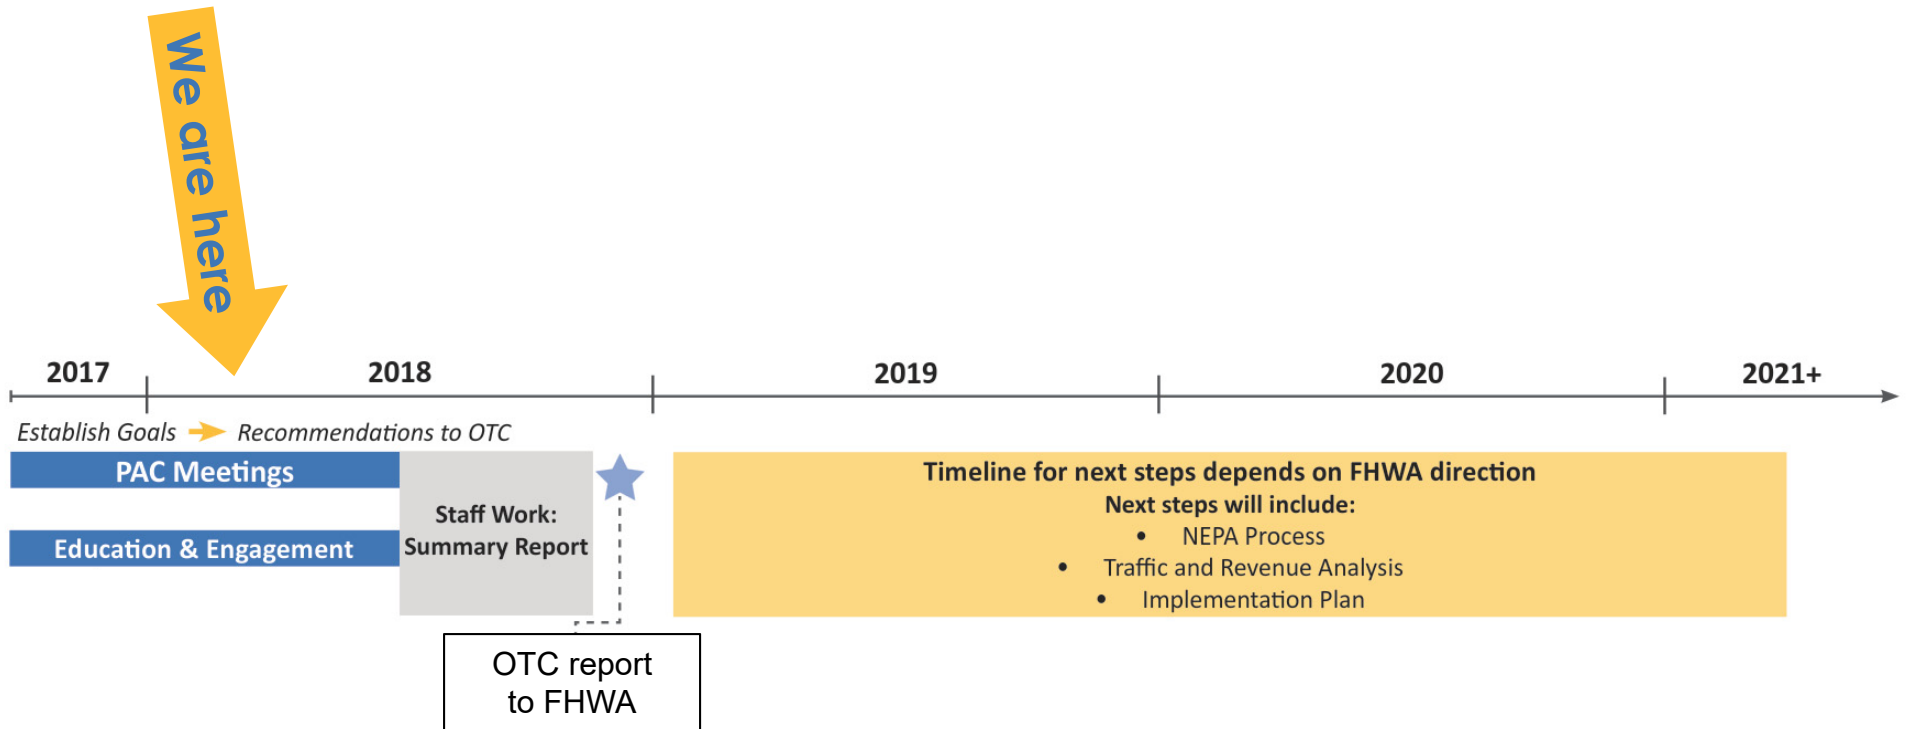 We are here
2017
2018
2019
2020
2021+
Establish Goals
Recommendations to OTC
PAC Meetings
Education & Engagement
Staff Work:
Summary Report
Timeline for next steps depends on FHWA direction
Next steps will include:
• NEPA Process
• Traffic and Revenue Analysis
• Implementation Plan
OTC report
to FHWA